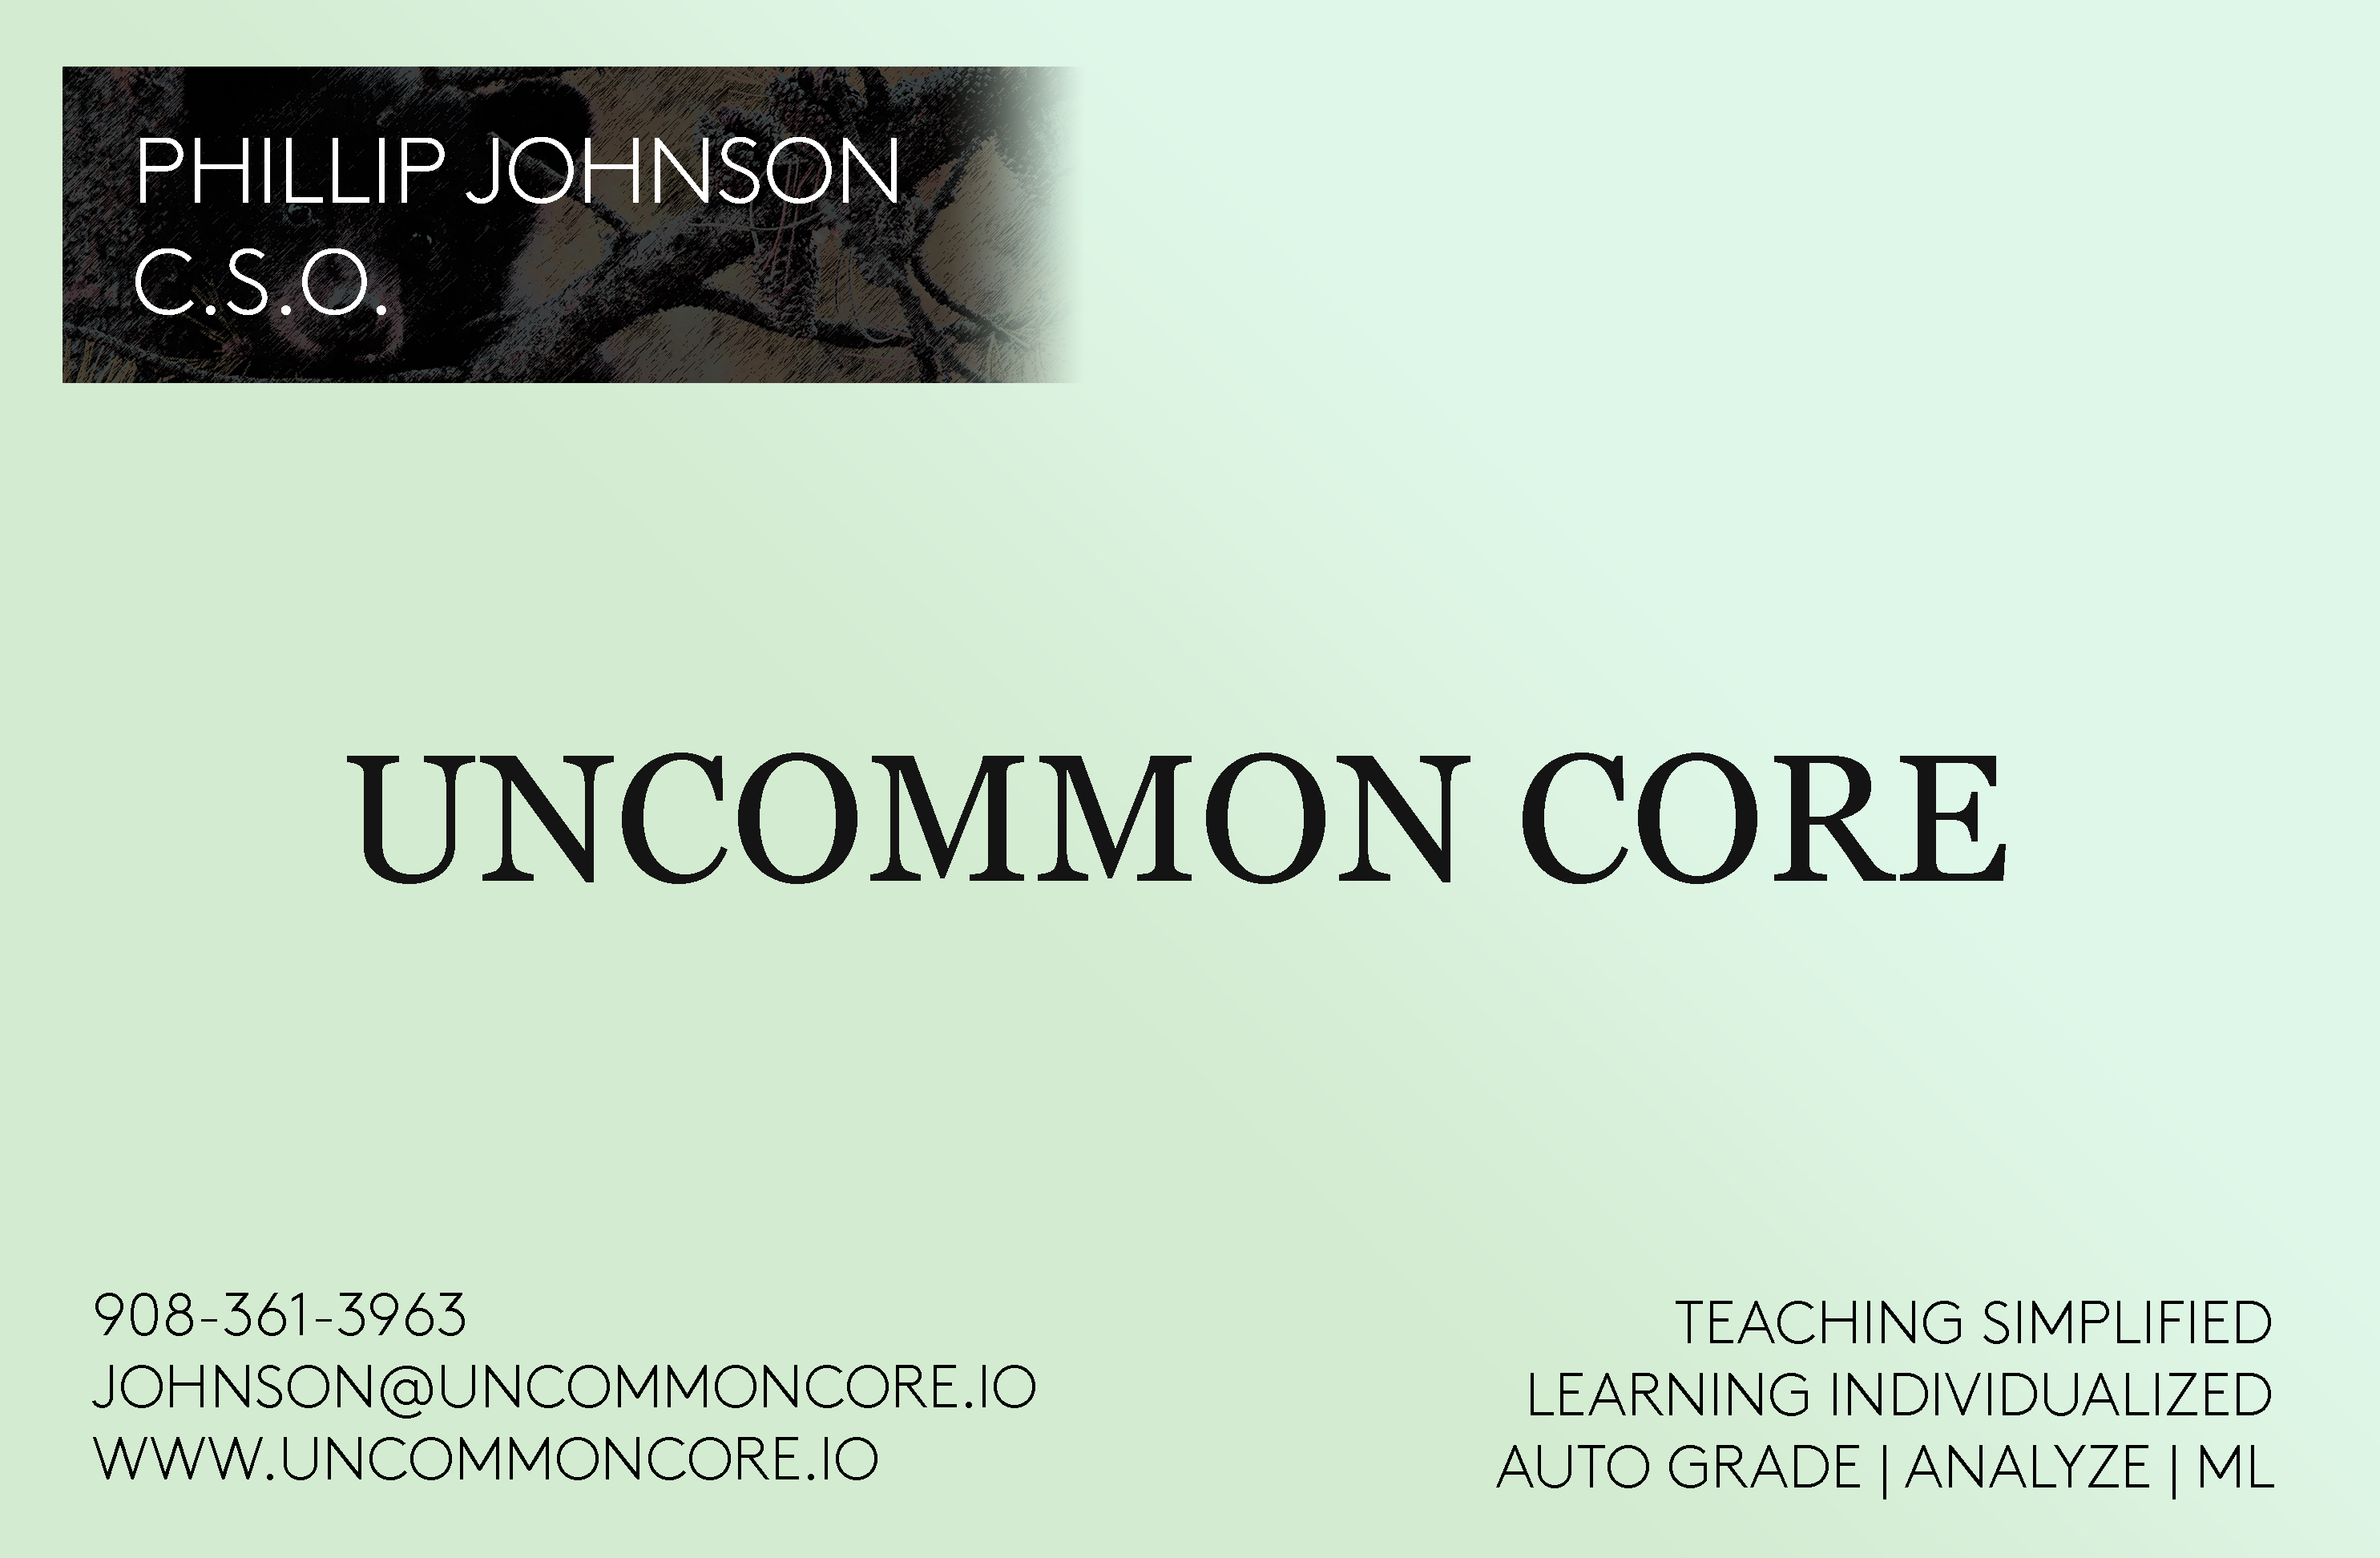 PHILLIP JOHNSON
C.S.O.
UNCOMMON CORE
908-361-3963
JOHNSON@UNCOMMONCORE.IO
WWW.UNCOMMONCORE.IO
TEACHING SIMPLIFIED
LEARNING INDIVIDUALIZED
AUTO GRADE | ANALYZE | ML